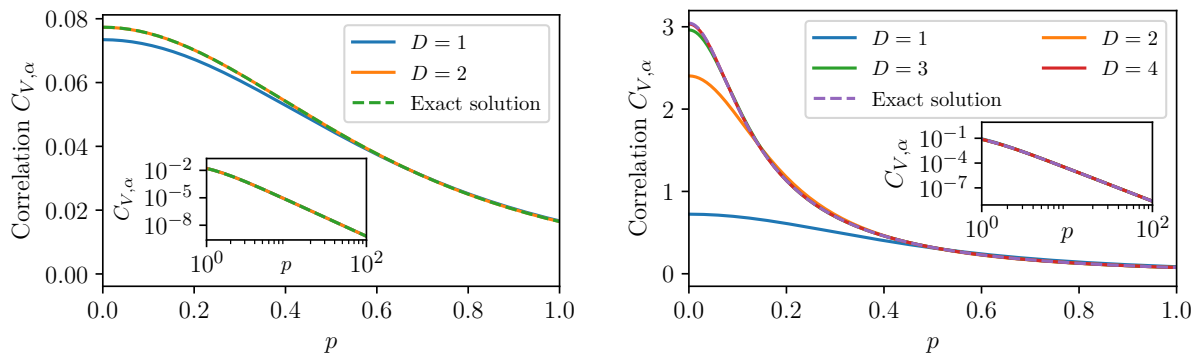 Correlation C_{V,α}
0.08
0.06
0.04
0.02
0.00
D = 1
D = 2
Exact solution
C_{V,α}
10^{-2}
10^{-5}
10^{-8}
10^0
p
10^2
0.0 0.2 0.4 0.6 0.8 1.0
p
Correlation C_{V,α}
3
2
1
0
D = 1 D = 2
D = 3 D = 4
Exact solution
C_{V,α}
10^{-1}
10^{-4}
10^{-7}
10^0
p
10^2
0.0 0.2 0.4 0.6 0.8 1.0
p